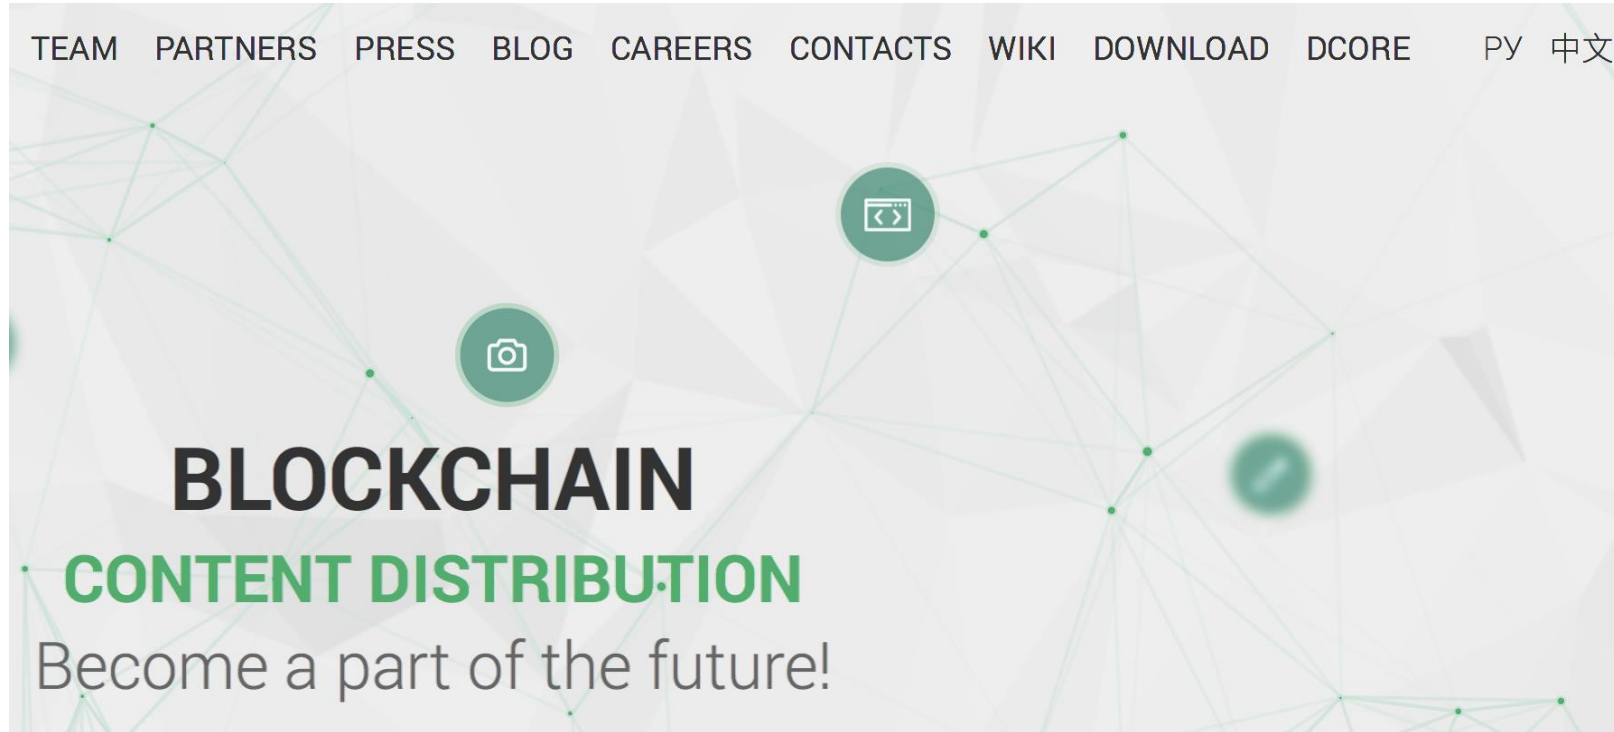 TEAM PARTNERS PRESS BLOG CAREERS CONTACTS WIKI DOWNLOAD DCORE РУ 中文
BLOCKCHAIN
CONTENT DISTRIBUTION
Become a part of the future!